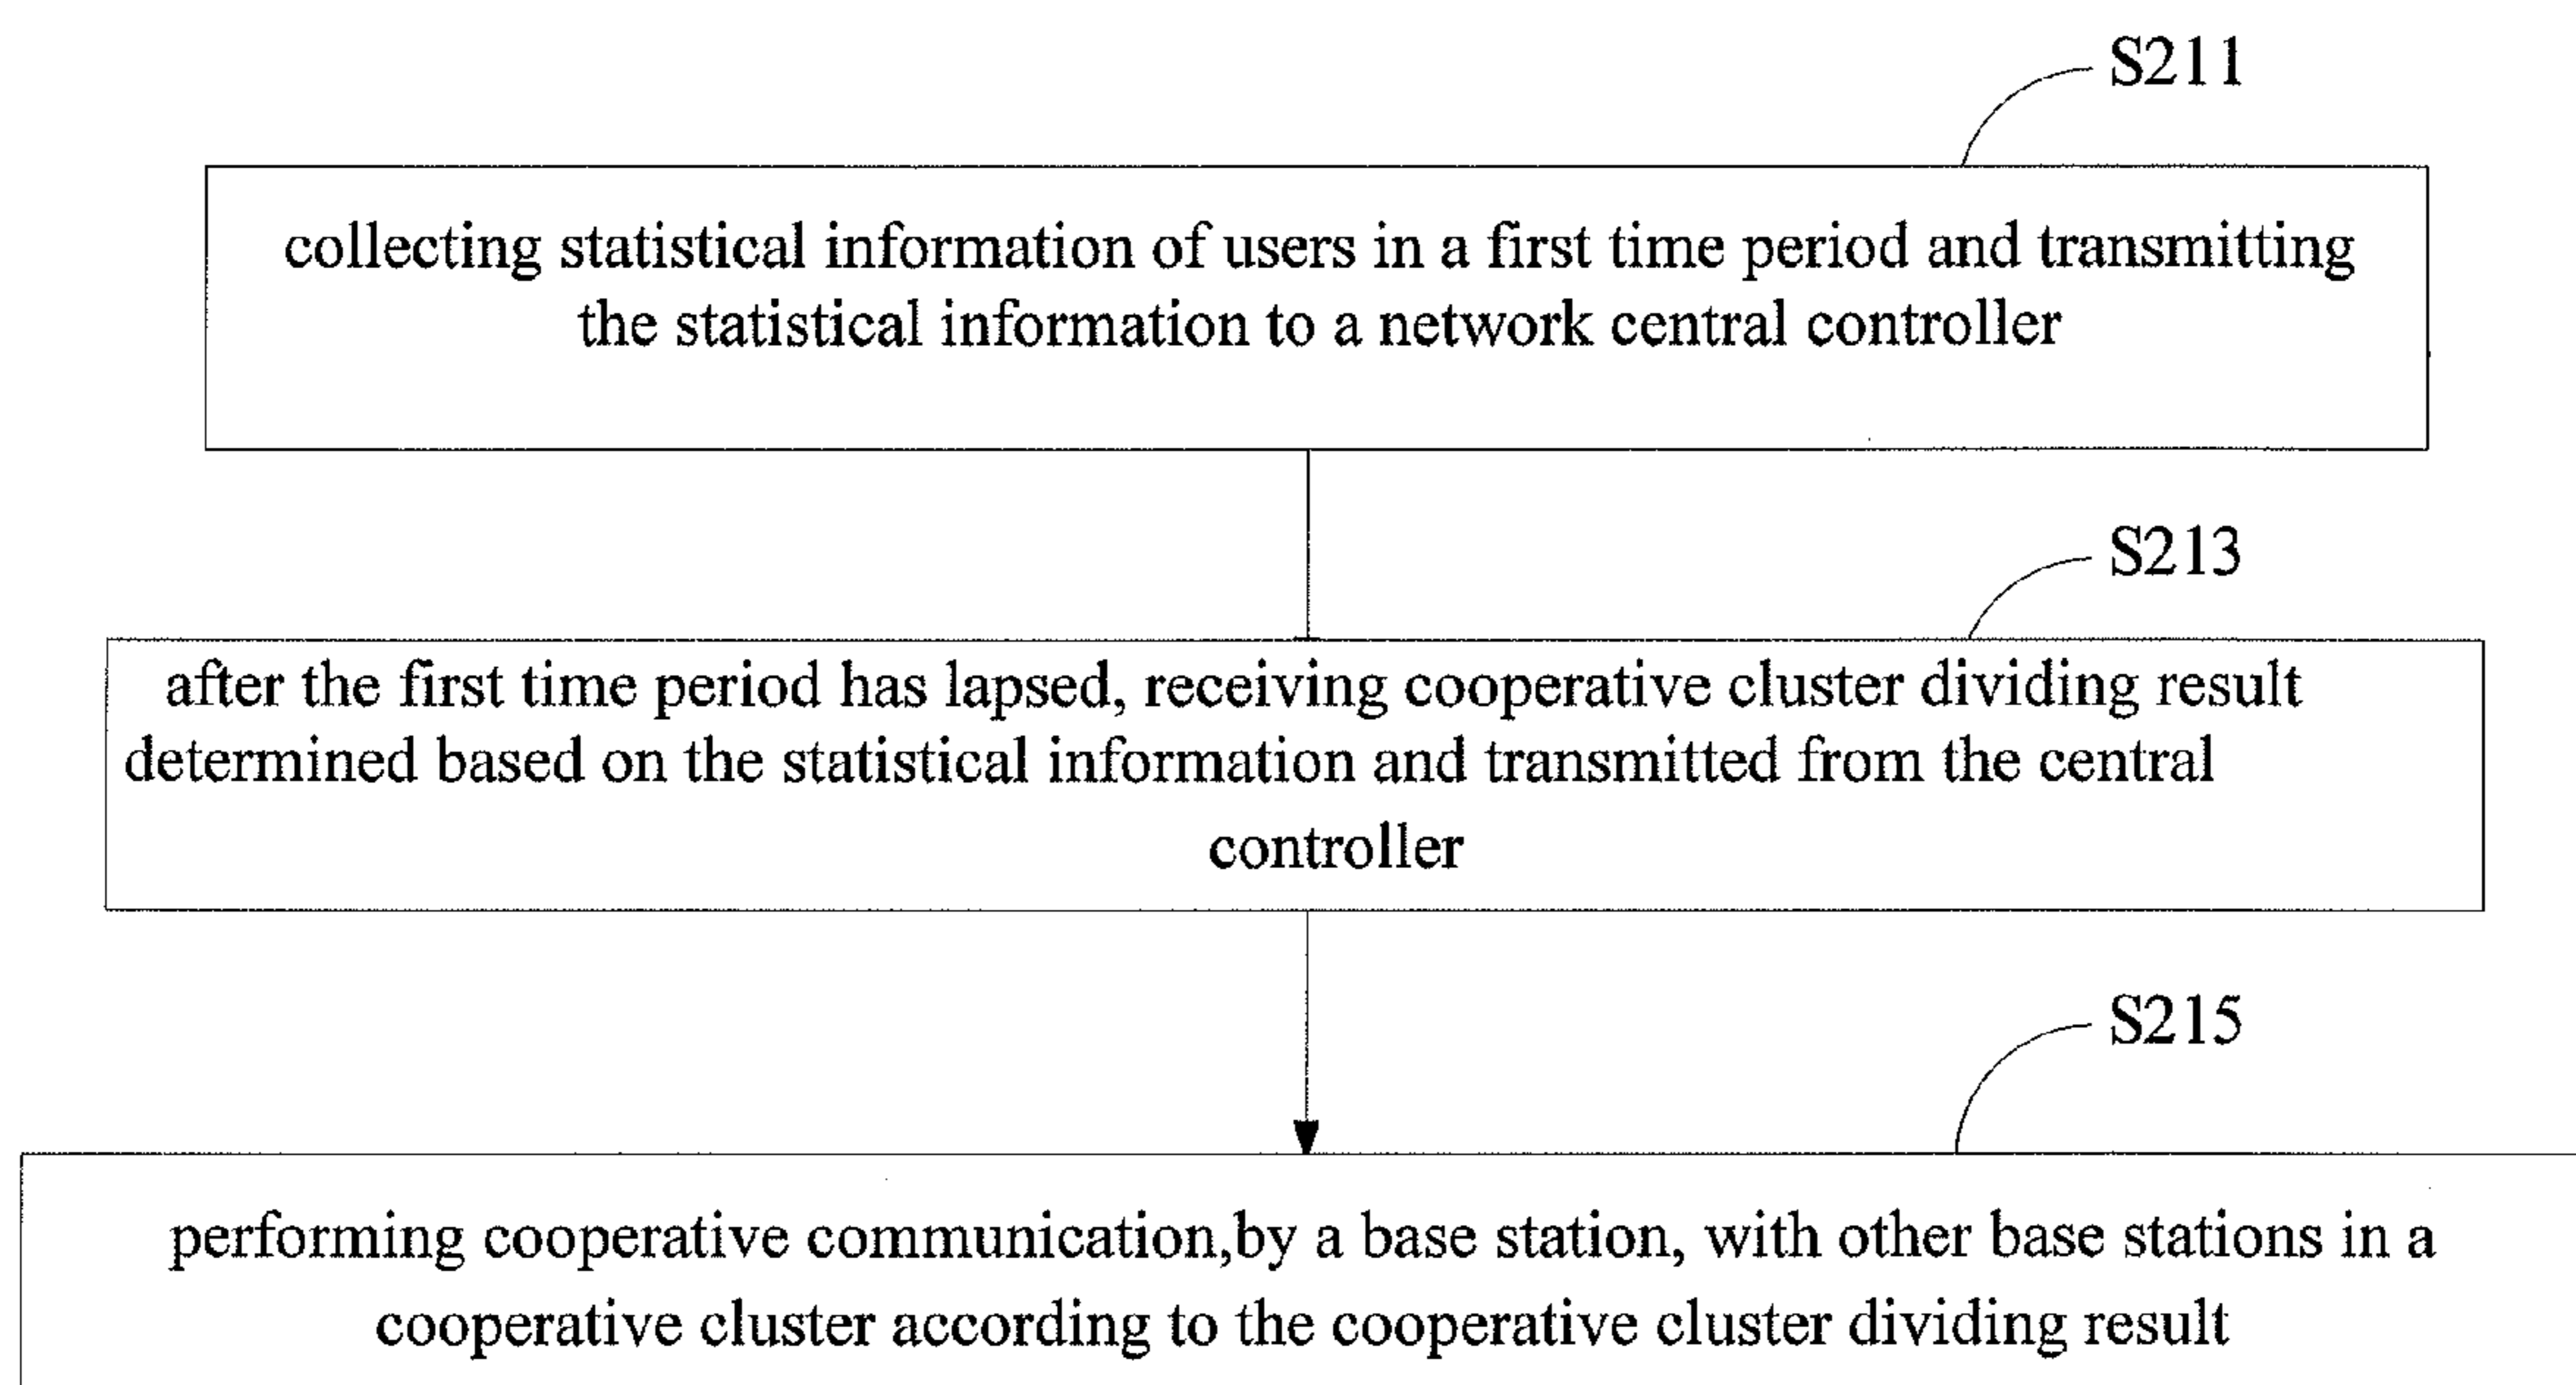 S211
collecting statistical information of users in a first time period and transmitting
the statistical information to a network central controller
S213
after the first time period has lapsed, receiving cooperative cluster dividing result
determined based on the statistical information and transmitted from the central
controller
S215
performing cooperative communication,by a base station, with other base stations in a
cooperative cluster according to the cooperative cluster dividing result